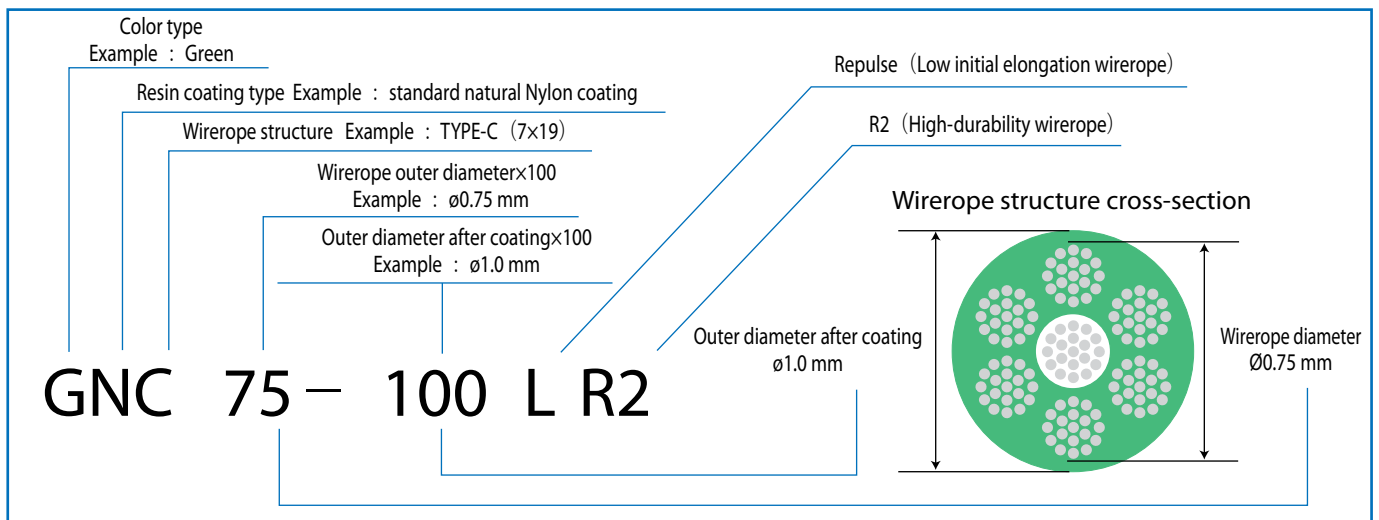 Color type
Example : Green
Resin coating type Example : standard natural Nylon coating
Wirerope structure Example : TYPE-C (7×19)
Wirerope outer diameter×100
Example : ø0.75 mm
Outer diameter after coating×100
Example : ø1.0 mm
Repulse (Low initial elongation wirerope)
R2 (High-durability wirerope)
Wirerope structure cross-section
Outer diameter after coating
ø1.0 mm
Wirerope diameter
Ø0.75 mm
GNC 75 — 100 L R2